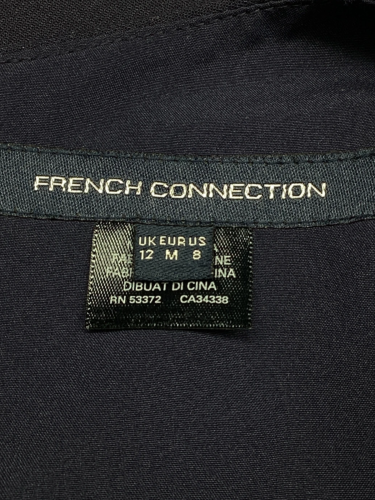 FRENCH CONNECTION
UK EUR US
12 M 8
DIBUAT DI CINA
RN 53372 CA34338